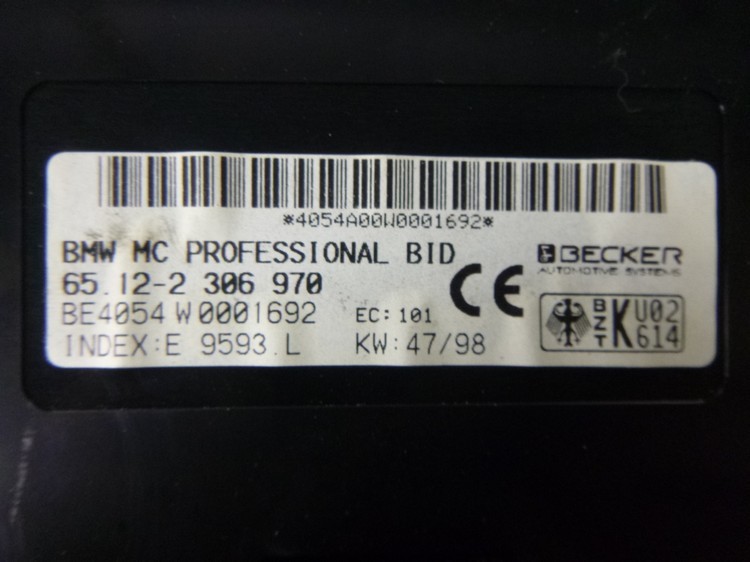 *4054A00W0001692*
BMW MC PROFESSIONAL BID
BECKER
AUTOMOTIVE SYSTEMS
65.12-2 306 970
CE
BE4054 W0001692 EC: 101
INDEX:E 9593.L KW: 47/98
BZT K U02 614